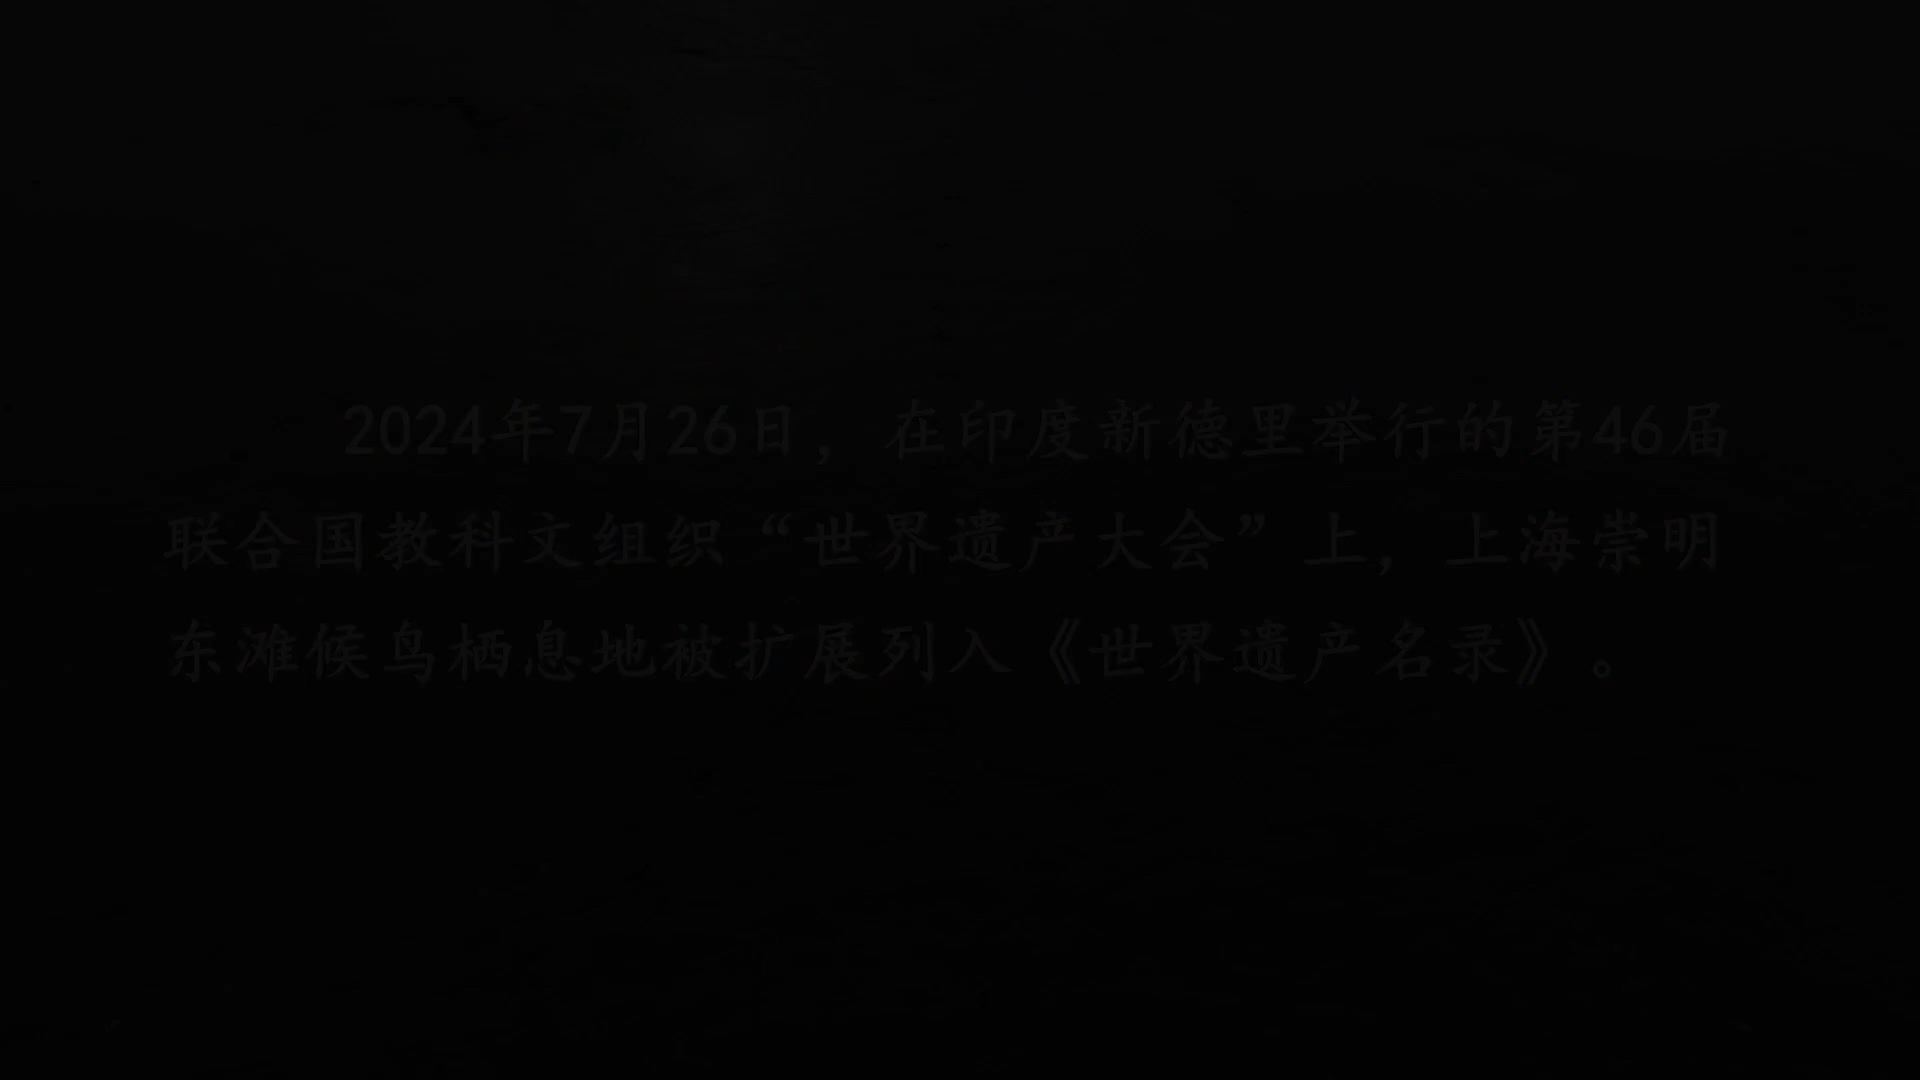 2024年7月26日，在印度新德里举行的第46届
联合国教科文组织“世界遗产大会”上，上海崇明
东滩候鸟栖息地被扩展列入《世界遗产名录》。